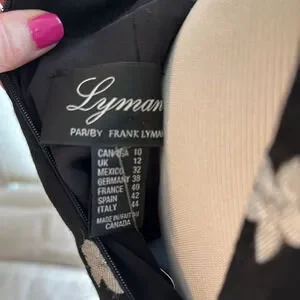 Lyman
PAR/BY FRANK LYMA
CAN/USA 10
UK 12
MEXICO 32
GERMANY 38
FRANCE 40
SPAIN 42
ITALY 44
MADE IN/FAIT AU
CANADA